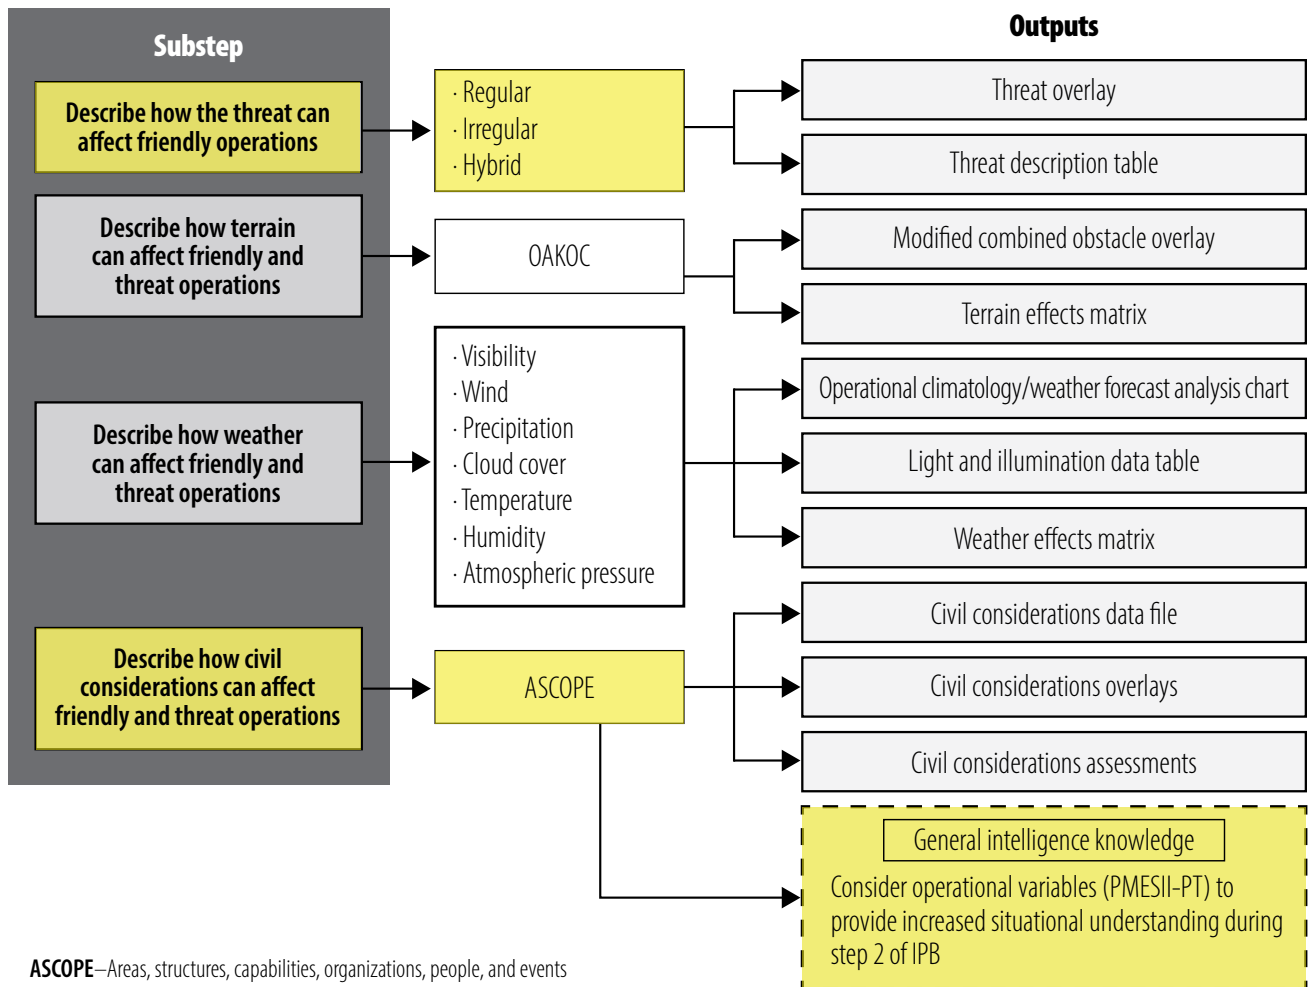 Substep
Outputs
Describe how the threat can
affect friendly operations
· Regular
· Irregular
· Hybrid
Threat overlay
Threat description table
Describe how terrain
can affect friendly and
threat operations
OAKOC
Modified combined obstacle overlay
Terrain effects matrix
Describe how weather
can affect friendly and
threat operations
· Visibility
· Wind
· Precipitation
· Cloud cover
· Temperature
· Humidity
· Atmospheric pressure
Operational climatology/weather forecast analysis chart
Light and illumination data table
Weather effects matrix
Describe how civil
considerations can affect
friendly and threat operations
ASCOPE
Civil considerations data file
Civil considerations overlays
Civil considerations assessments
General intelligence knowledge
Consider operational variables (PMESII-PT) to
provide increased situational understanding during
step 2 of IPB
ASCOPE–Areas, structures, capabilities, organizations, people, and events